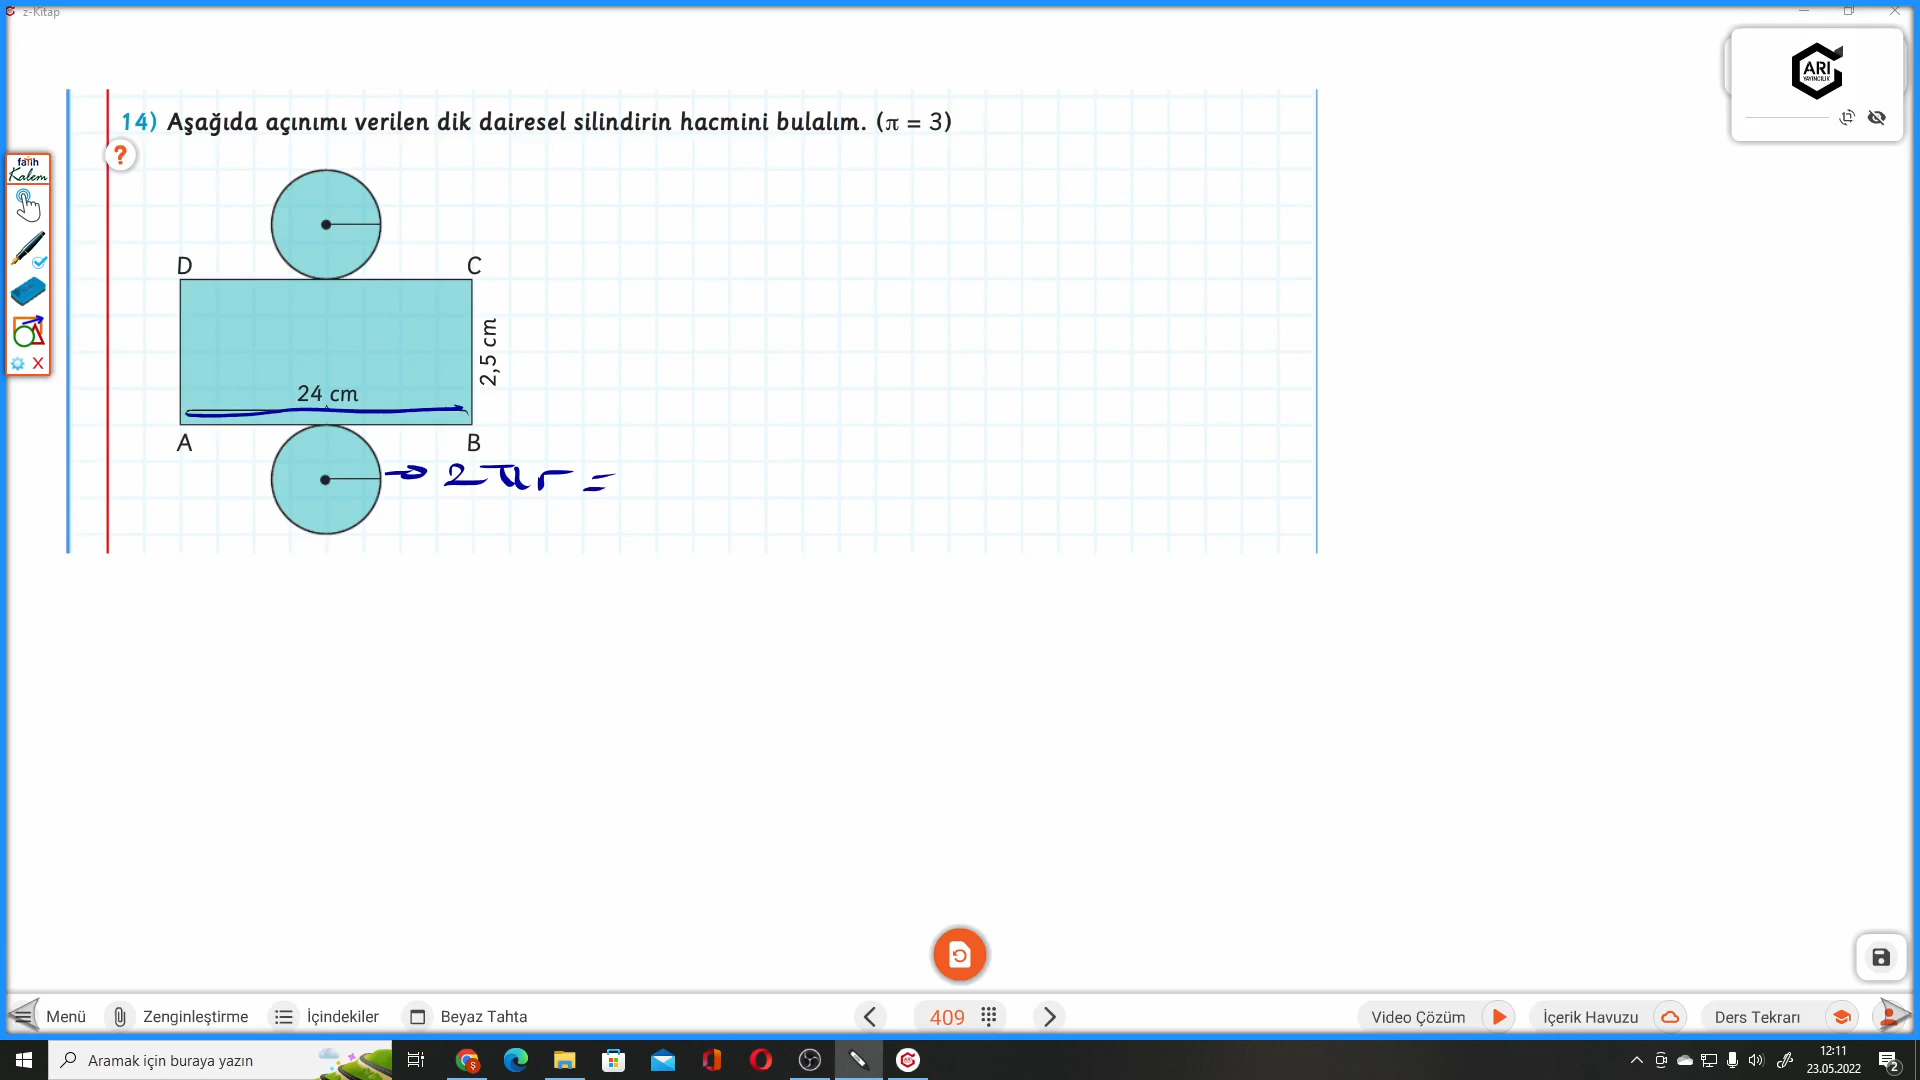 z-Kitap
ARI
YAYINCILIK
14) Aşağıda açınımı verilen dik dairesel silindirin hacmini bulalım. (π = 3)
?
fatih
Kalem
D
C
2,5 cm
24 cm
A
B
2πr =
Menü
Zenginleştirme
İçindekiler
Beyaz Tahta
409
Video Çözüm
İçerik Havuzu
Ders Tekrarı
Aramak için buraya yazın
12:11
23.05.2022
2